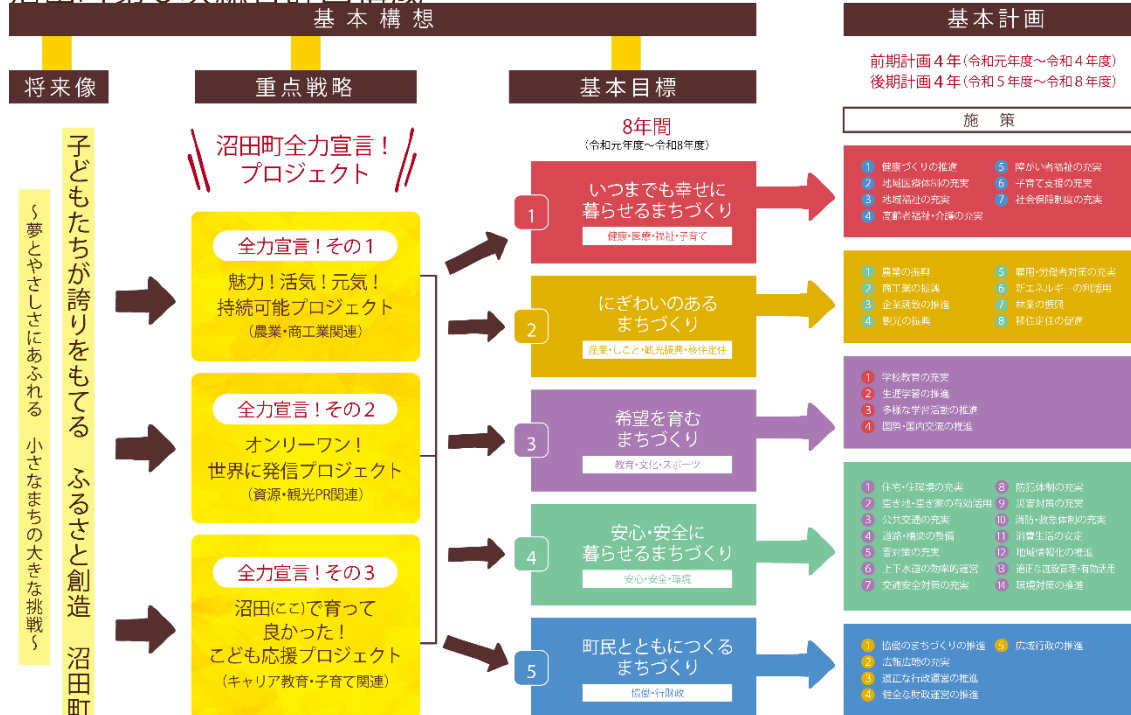 基本構想
将来像
子どもたちが誇りをもてる ふるさと創造 沼田町
～夢とやさしさにあふれる 小さなまちの大きな挑戦～
重点戦略
沼田町全力宣言!
プロジェクト
全力宣言!その1
魅力!活気!元気!
持続可能プロジェクト
(農業・商工業関連)
全力宣言!その2
オンリーワン!
世界に発信プロジェクト
(資源・観光PR関連)
全力宣言!その3
沼田(ここ)で育って
良かった!
こども応援プロジェクト
(キャリア教育・子育て関連)
基本目標
8年間
(令和元年度～令和8年度)
1
いつまでも幸せに
暮らせるまちづくり
健康・医療・福祉・子育て
2
にぎわいのある
まちづくり
産業・しごと・観光振興・移住定住
3
希望を育む
まちづくり
教育・文化・スポーツ
4
安心・安全に
暮らせるまちづくり
安心・安全・環境
5
町民とともにつくる
まちづくり
協働・行財政
基本計画
前期計画4年(令和元年度～令和4年度)
後期計画4年(令和5年度～令和8年度)
施策
1 健康づくりの推進
2 地域医療体制の充実
3 地域福祉の充実
4 高齢者福祉・介護の充実
5 障がい者福祉の充実
6 子育て支援の充実
7 社会保障制度の充実
1 農業の振興
2 商工業の振興
3 企業誘致の推進
4 観光の振興
5 雇用・労働者対策の充実
6 新エネルギーの利活用
7 林業の振興
8 移住定住の促進
1 学校教育の充実
2 生涯学習の推進
3 多様な学習活動の推進
4 国際・国内交流の推進
1 住宅・住環境の充実
2 空き地・空き家の有効活用
3 公共交通の充実
4 道路・橋梁の整備
5 雪対策の充実
6 上下水道の効率的運営
7 交通安全対策の充実
8 防犯体制の充実
9 災害対策の充実
10 消防・救急体制の充実
11 消費生活の安定
12 地域情報化の推進
13 適正な施設管理・有効活用
14 環境対策の推進
1 協働のまちづくりの推進
2 広報広聴の充実
3 適正な行政運営の推進
4 健全な財政運営の推進
5 広域行政の推進